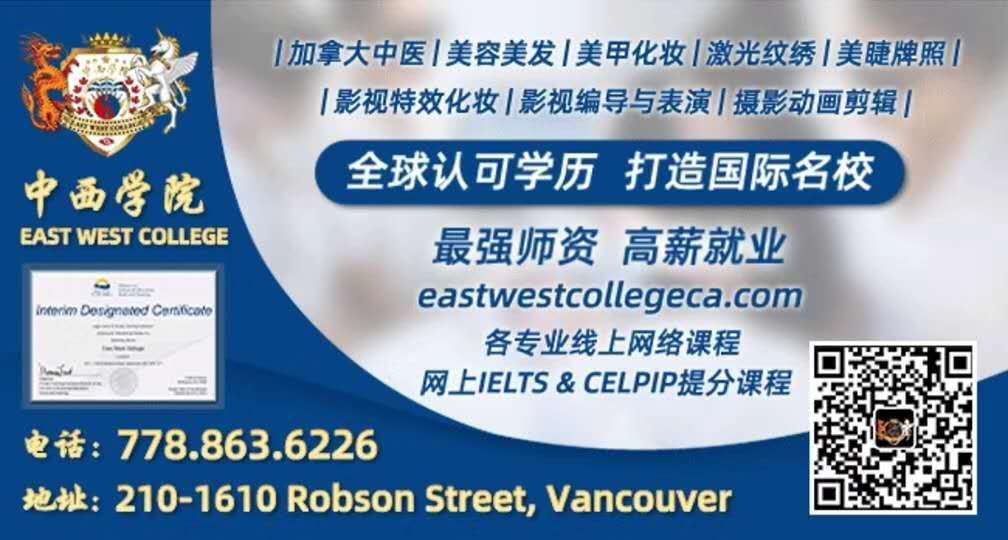 |加拿大中医|美容美发|美甲化妆|激光纹绣|美睫牌照|
|影视特效化妆|影视编导与表演|摄影动画剪辑|
全球认可学历 打造国际名校
最强师资 高薪就业
eastwestcollegeca.com
各专业线上网络课程
网上IELTS & CELPIP提分课程
EAST WEST COLLEGE
中西学院
EAST WEST COLLEGE
Interim Designated Certificate
电话：778.863.6226
地址：210-1610 Robson Street, Vancouver